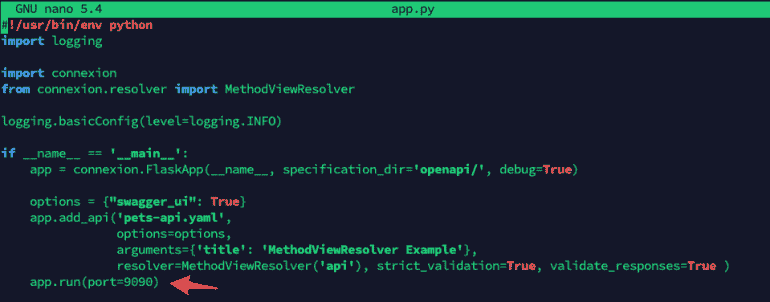 GNU nano 5.4 app.py
#!/usr/bin/env python
import logging
import connexion
from connexion.resolver import MethodViewResolver
logging.basicConfig(level=logging.INFO)
if __name__ == '__main__':
    app = connexion.FlaskApp(__name__, specification_dir='openapi/', debug=True)
    options = {"swagger_ui": True}
    app.add_api('pets-api.yaml',
                options=options,
                arguments={'title': 'MethodViewResolver Example'},
                resolver=MethodViewResolver('api'), strict_validation=True, validate_responses=True )
    app.run(port=9090)